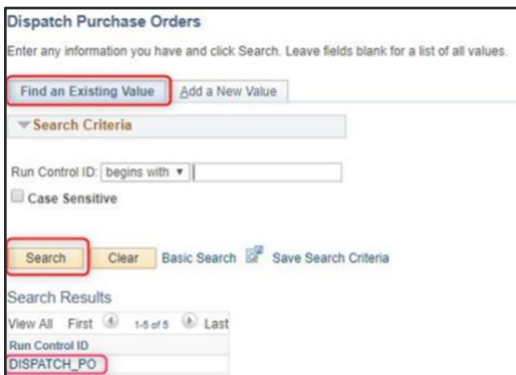 Dispatch Purchase Orders
Enter any information you have and click Search. Leave fields blank for a list of all values.
Find an Existing Value Add a New Value
Search Criteria
Run Control ID: begins with
Case Sensitive
Search Clear Basic Search Save Search Criteria
Search Results
View All First 1-5 of 5 Last
Run Control ID
DISPATCH_PO